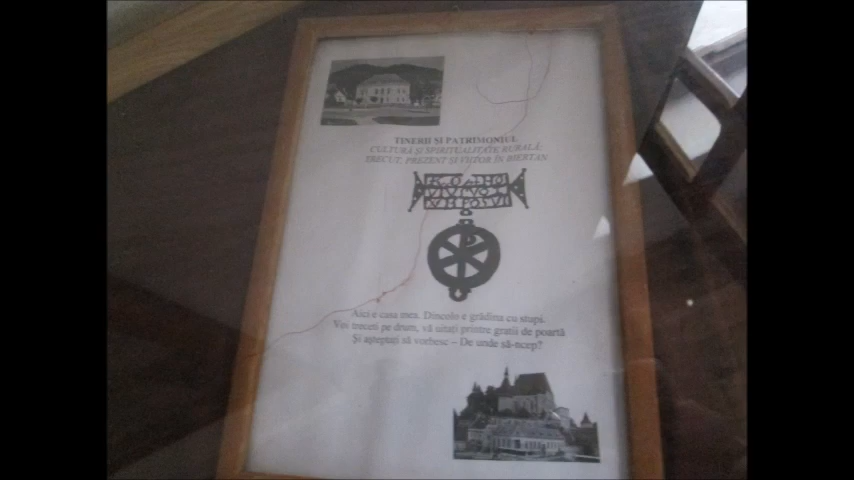 TINERII ȘI PATRIMONIUL
CULTURĂ ȘI SPIRITUALITATE RURALĂ:
TRECUT, PREZENT ȘI VIITOR ÎN BIERTAN
Aici e casa mea. Dincolo e grădina cu stupi.
Voi treceți pe drum, vă uitați printre gratii de poartă
Și așteptați să vorbesc – De unde să-ncep?